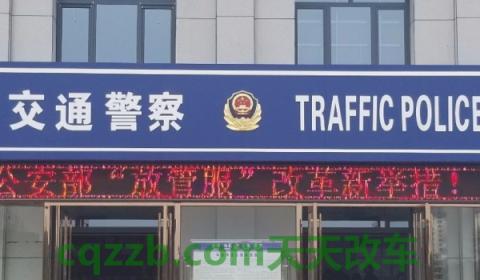 交通警察 TRAFFIC POLICE
公安部“放管服”改革新举措！
cqzzb.com天天改车